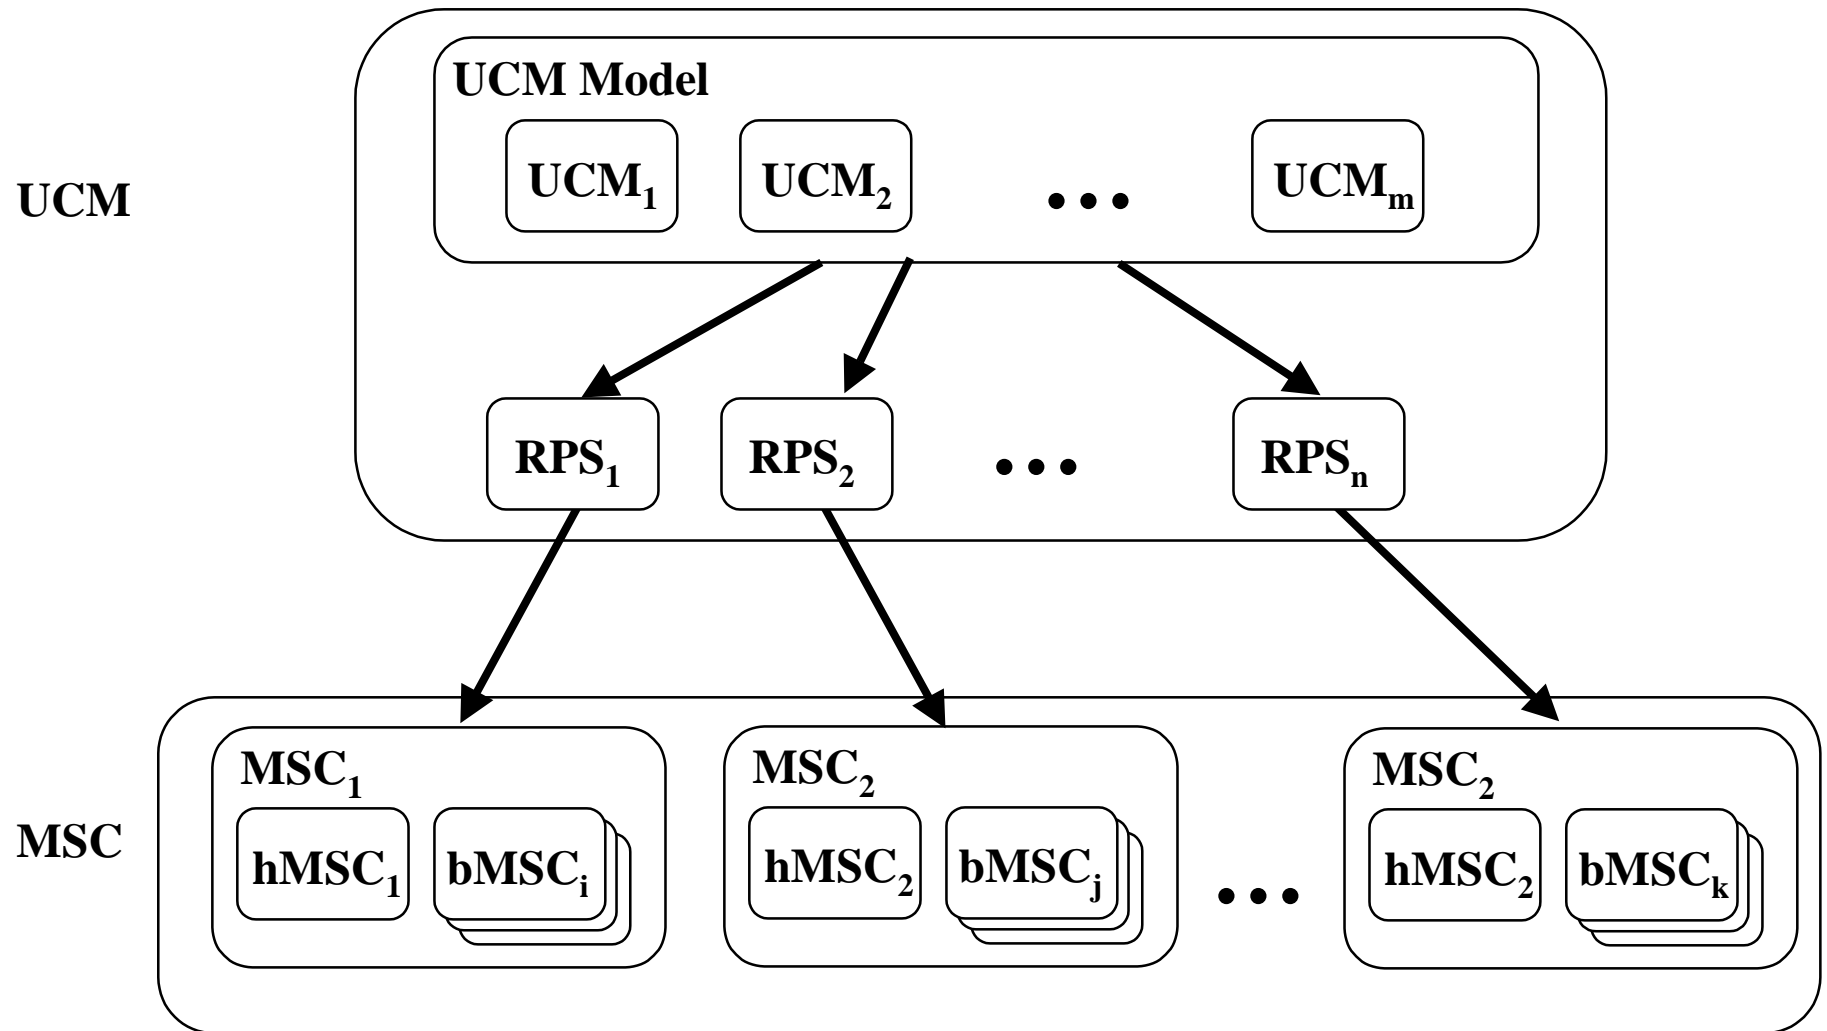 UCM Model
UCM₁ UCM₂ ... UCMₘ
UCM
RPS₁ RPS₂ ... RPSₙ
MSC₁ MSC₂ MSC₂
MSC
hMSC₁ bMSCᵢ hMSC₂ bMSCⱼ ... hMSC₂ bMSCₖ